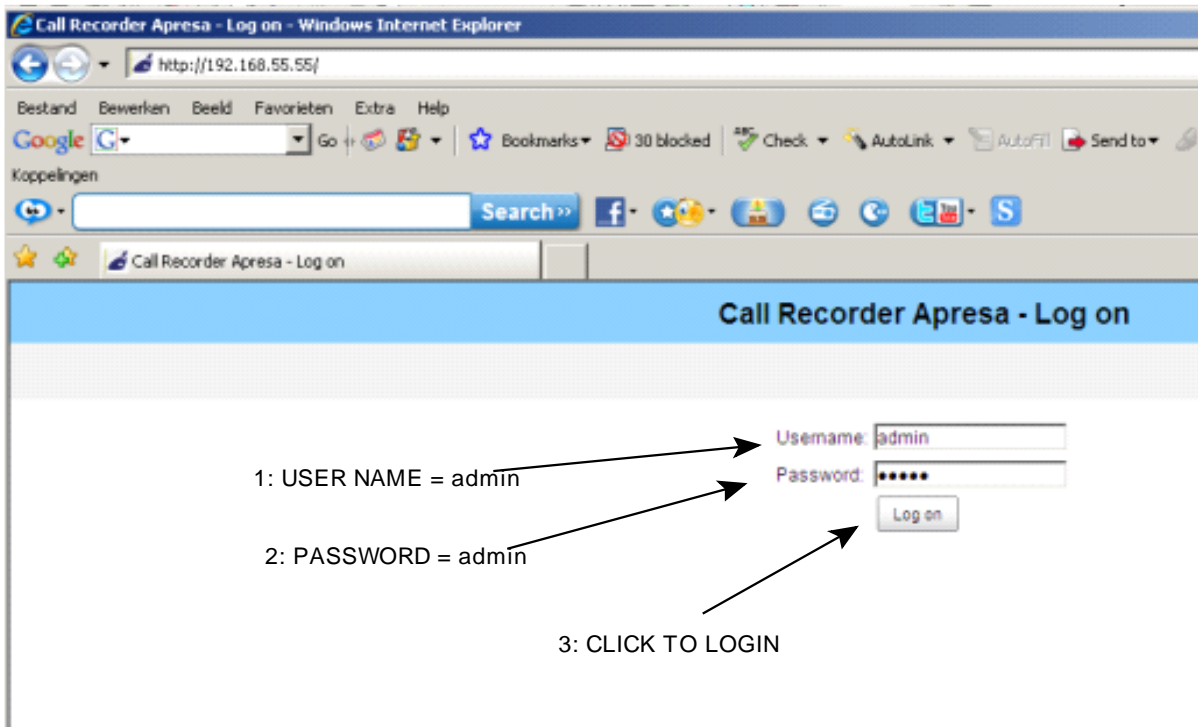 Call Recorder Apresa - Log on - Windows Internet Explorer
http://192.168.55.55/
Bestand Bewerken Beeld Favorieten Extra Help
Google G Go Bookmarks 30 blocked ABC Check AutoLink AutoFill Send to
Koppelingen
Search »
Call Recorder Apresa - Log on
Call Recorder Apresa - Log on
Username: admin
1: USER NAME = admin
Password: •••••
Log on
2: PASSWORD = admin
3: CLICK TO LOGIN